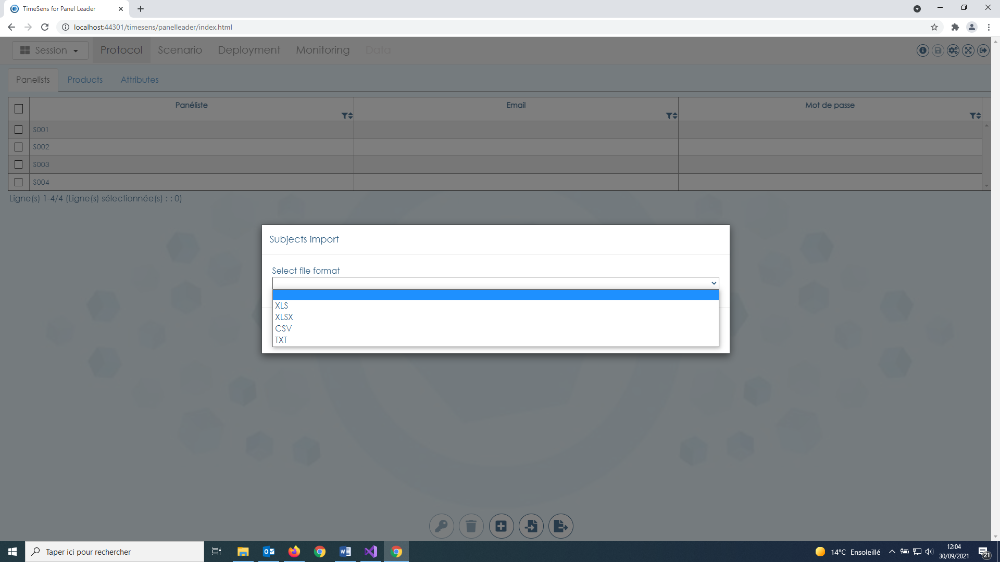 TimeSens for Panel Leader
localhost:44301/timesens/panelleader/index.html
Session Protocol Scenario Deployment Monitoring Data
Panelists Products Attributes
Panéliste Email Mot de passe
S001
S002
S003
S004
Ligne(s) 1-4/4 (Ligne(s) sélectionnée(s) : : 0)
Subjects import
Select file format
XLS
XLSX
CSV
TXT
Taper ici pour rechercher
14°C Ensoleillé
12:04
30/09/2021
21